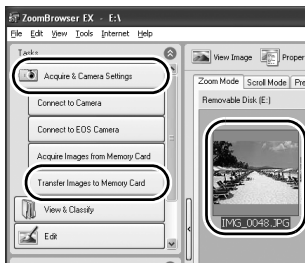 ZoomBrowser EX - E:\
File Edit View Tools Internet Help
Tasks
Acquire & Camera Settings
Connect to Camera
Connect to EOS Camera
Acquire Images from Memory Card
Transfer Images to Memory Card
View & Classify
Edit
View Image Proper
Zoom Mode Scroll Mode Pre
Removable Disk (E:)
IMG_0048.JPG